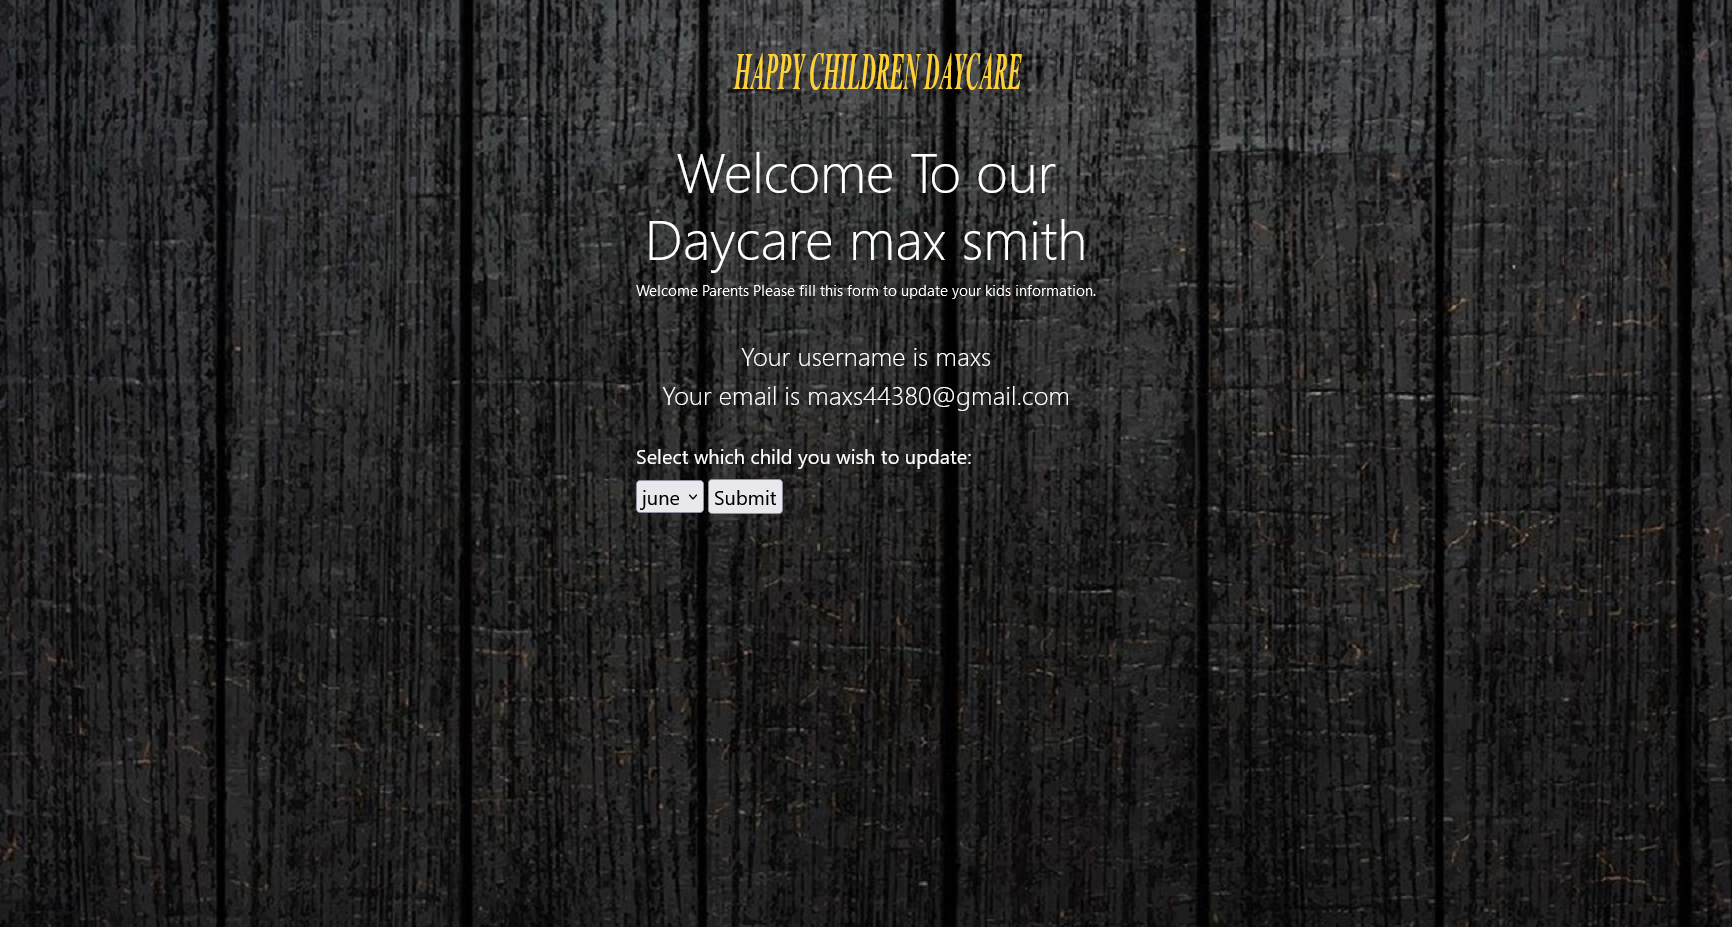 HAPPY CHILDREN DAYCARE
Welcome To our
Daycare max smith
Welcome Parents Please fill this form to update your kids information.
Your username is maxs
Your email is maxs44380@gmail.com
Select which child you wish to update:
june Submit